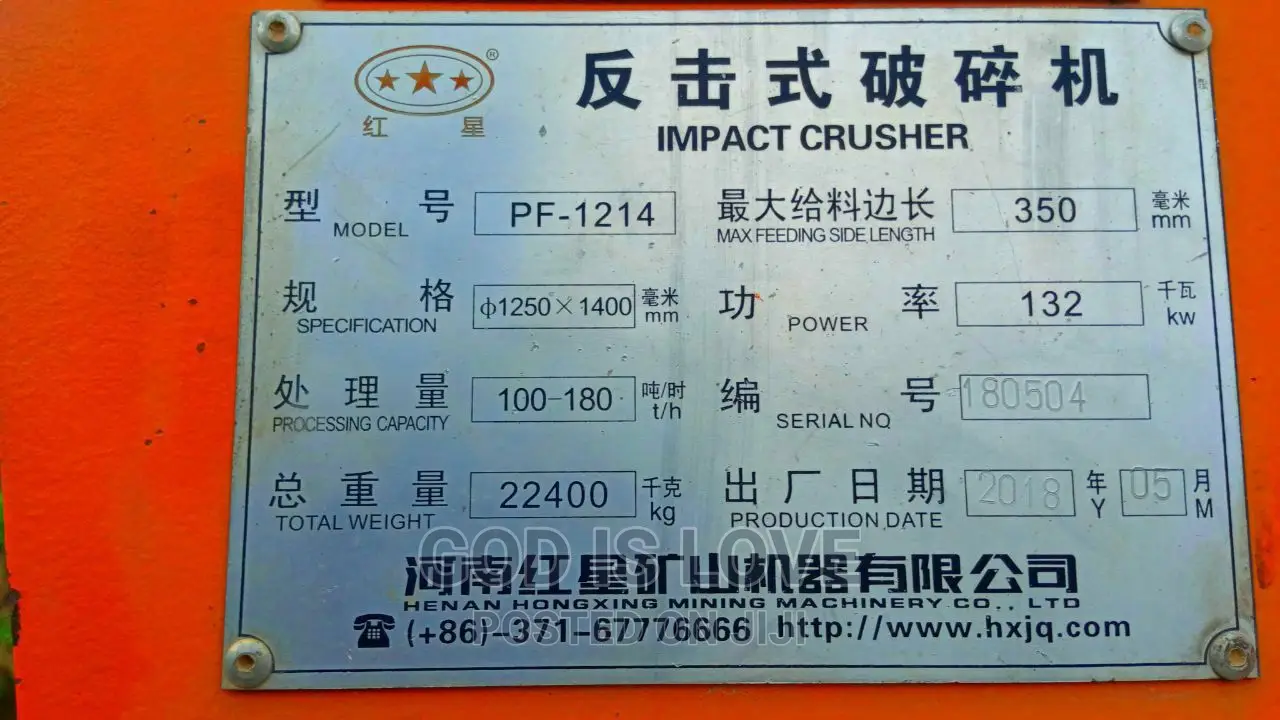 ®
红 星
反击式破碎机
IMPACT CRUSHER
型 号 MODEL PF-1214
最大给料边长 MAX FEEDING SIDE LENGTH 350 毫米 mm
规 格 SPECIFICATION ф1250×1400 毫米 mm
功 率 POWER 132 千瓦 kw
处 理 量 PROCESSING CAPACITY 100-180 吨/时 t/h
编 号 SERIAL NO 180504
总 重 量 TOTAL WEIGHT 22400 千克 kg
出 厂 日 期 PRODUCTION DATE 2018 年 Y 05 月 M
GOD IS LOVE
河南红星矿山机器有限公司
HENAN HONGXING MINING MACHINERY CO., LTD
POSTED ON JIJI
(+86)-371-67776666 http://www.hxjq.com